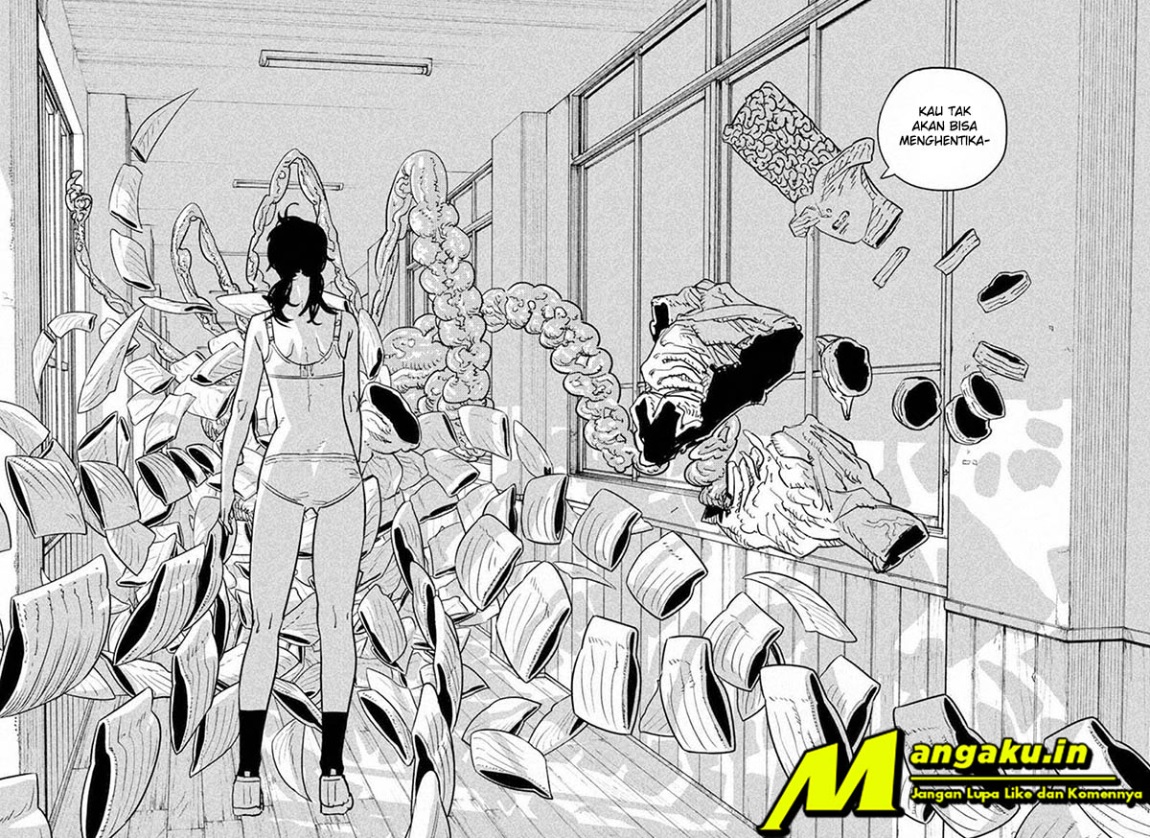 KAU TAK
AKAN BISA
MENGHENTIKA-
Mangaku.in
Jangan Lupa Like dan Komennya